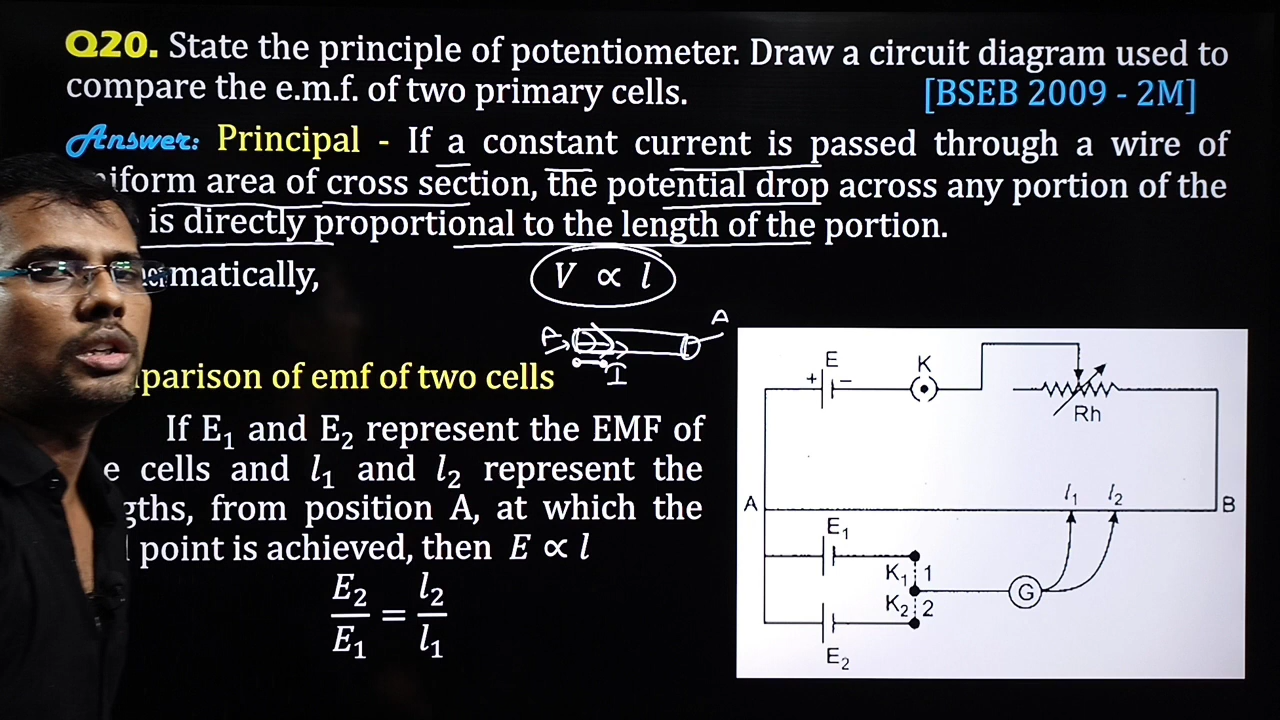 Q20. State the principle of potentiometer. Draw a circuit diagram used to
compare the e.m.f. of two primary cells. [BSEB 2009 - 2M]
Answer: Principal - If a constant current is passed through a wire of
niform area of cross section, the potential drop across any portion of the
is directly proportional to the length of the portion.
matically,
V ∝ l
A A
I
parison of emf of two cells
If E₁ and E₂ represent the EMF of
e cells and l₁ and l₂ represent the
gths, from position A, at which the
point is achieved, then E ∝ l
E₂/E₁ = l₂/l₁
E K
+ −
Rh
l₁ l₂
A B
E₁
K₁ 1
G
K₂ 2
E₂